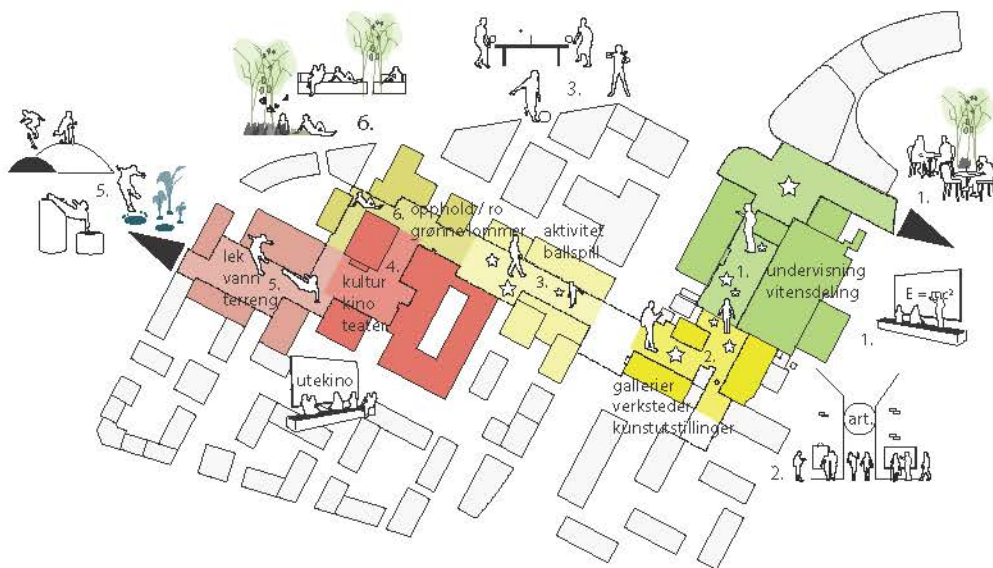 3.
6.
1.
5.
6.
opphold / ro
grønne lommer
aktivitet
ballspill
lek
vann
terreng
5.
4.
kultur
kino
teater
3.
1.
undervisning
vitensdeling
E = mc²
1.
2.
gallerier
verksteder
kunstutstillinger
utekino
art.
2.